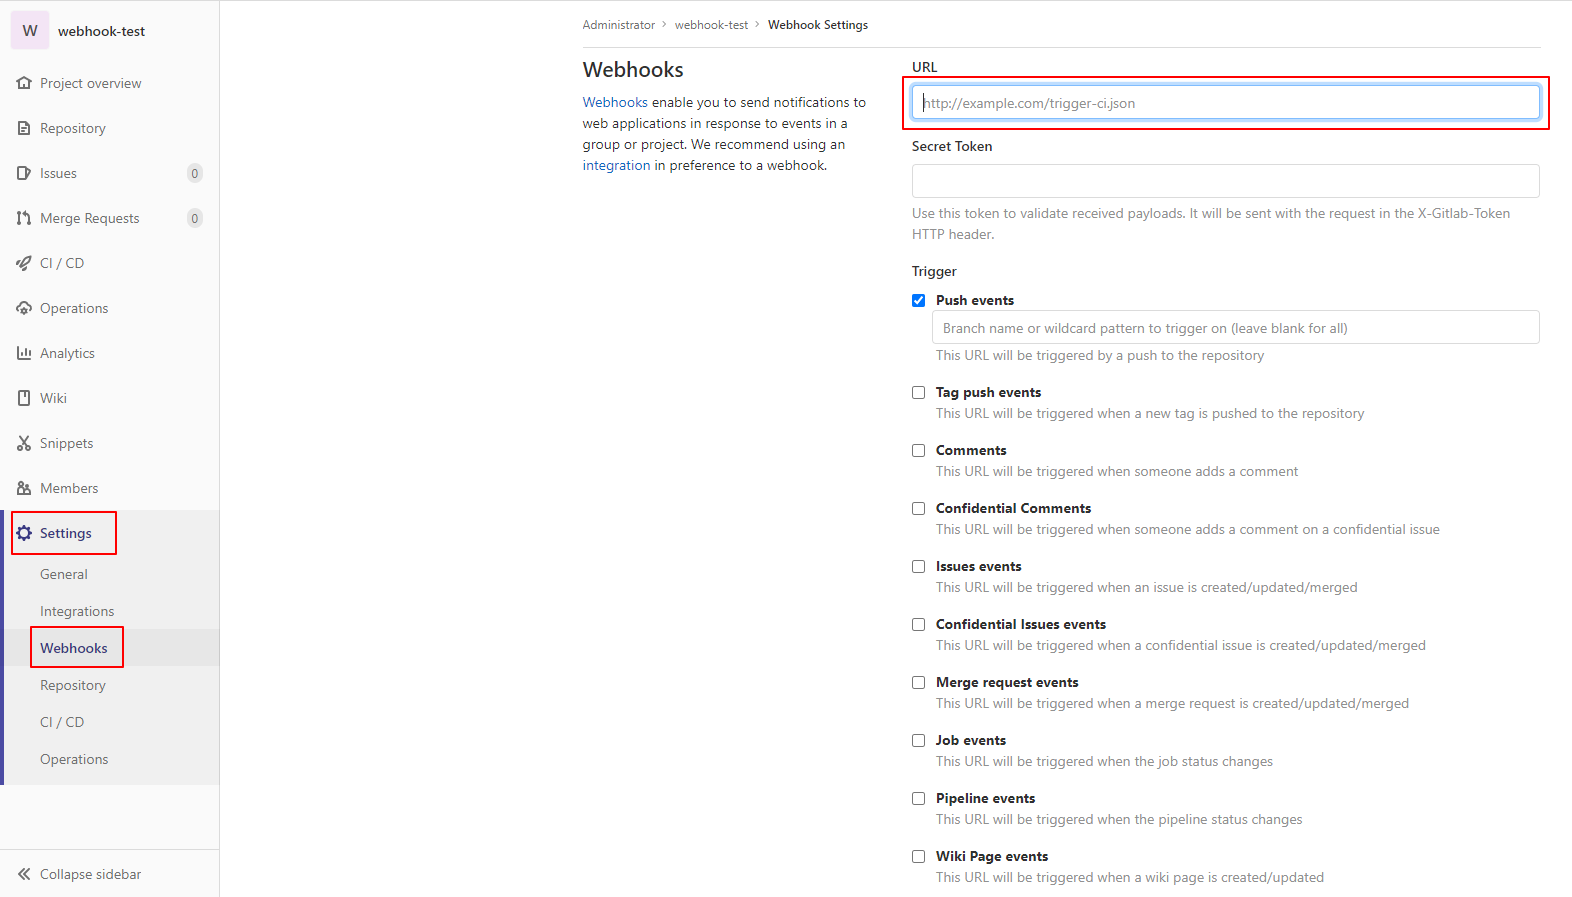 W webhook-test
Project overview
Repository
Issues 0
Merge Requests 0
CI / CD
Operations
Analytics
Wiki
Snippets
Members
Settings
General
Integrations
Webhooks
Repository
CI / CD
Operations
Collapse sidebar
Administrator > webhook-test > Webhook Settings
Webhooks
Webhooks enable you to send notifications to
web applications in response to events in a
group or project. We recommend using an
integration in preference to a webhook.
URL
http://example.com/trigger-ci.json
Secret Token
Use this token to validate received payloads. It will be sent with the request in the X-Gitlab-Token
HTTP header.
Trigger
Push events
Branch name or wildcard pattern to trigger on (leave blank for all)
This URL will be triggered by a push to the repository
Tag push events
This URL will be triggered when a new tag is pushed to the repository
Comments
This URL will be triggered when someone adds a comment
Confidential Comments
This URL will be triggered when someone adds a comment on a confidential issue
Issues events
This URL will be triggered when an issue is created/updated/merged
Confidential Issues events
This URL will be triggered when a confidential issue is created/updated/merged
Merge request events
This URL will be triggered when a merge request is created/updated/merged
Job events
This URL will be triggered when the job status changes
Pipeline events
This URL will be triggered when the pipeline status changes
Wiki Page events
This URL will be triggered when a wiki page is created/updated